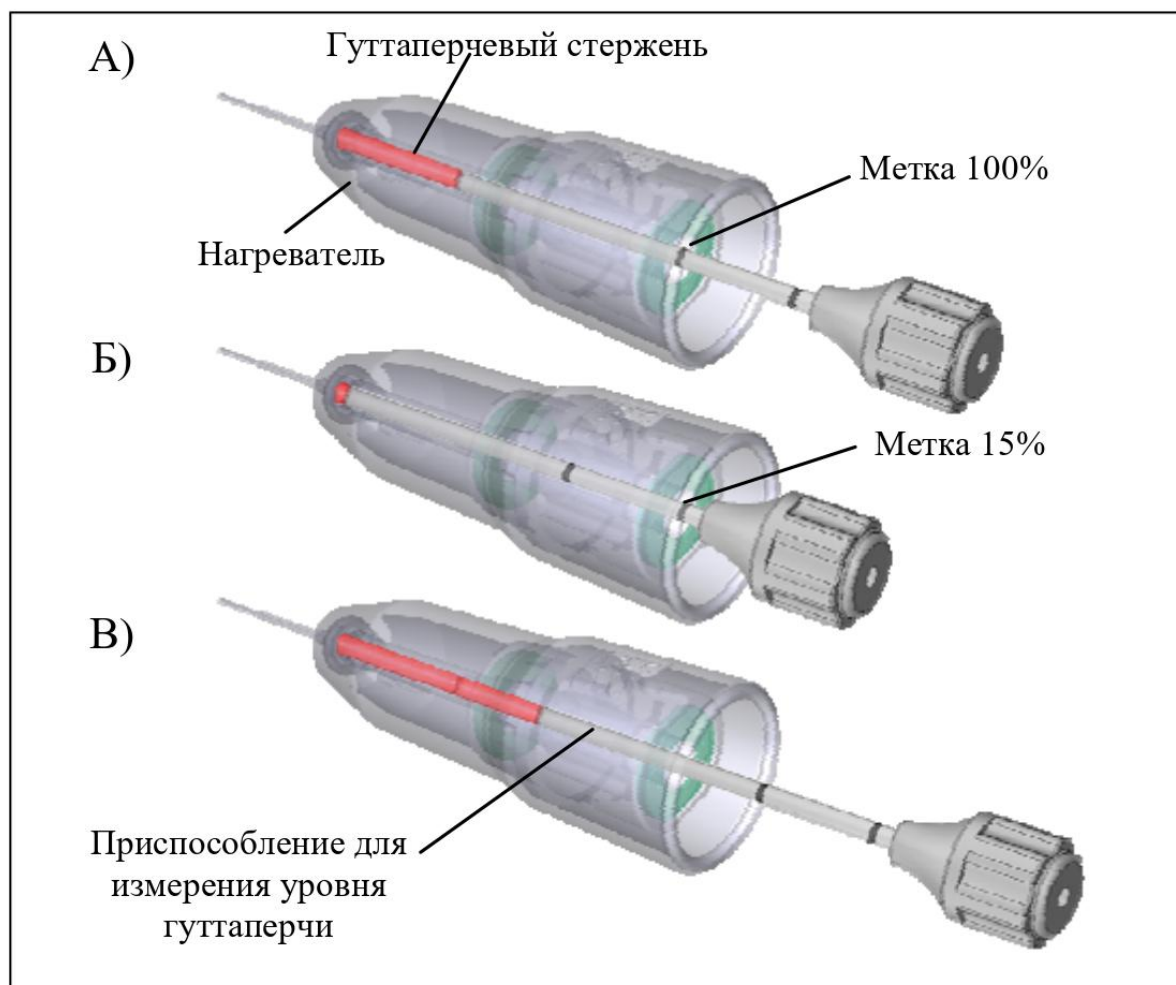 А)
Гуттаперчевый стержень
Метка 100%
Нагреватель
Б)
Метка 15%
В)
Приспособление для
измерения уровня
гуттаперчи